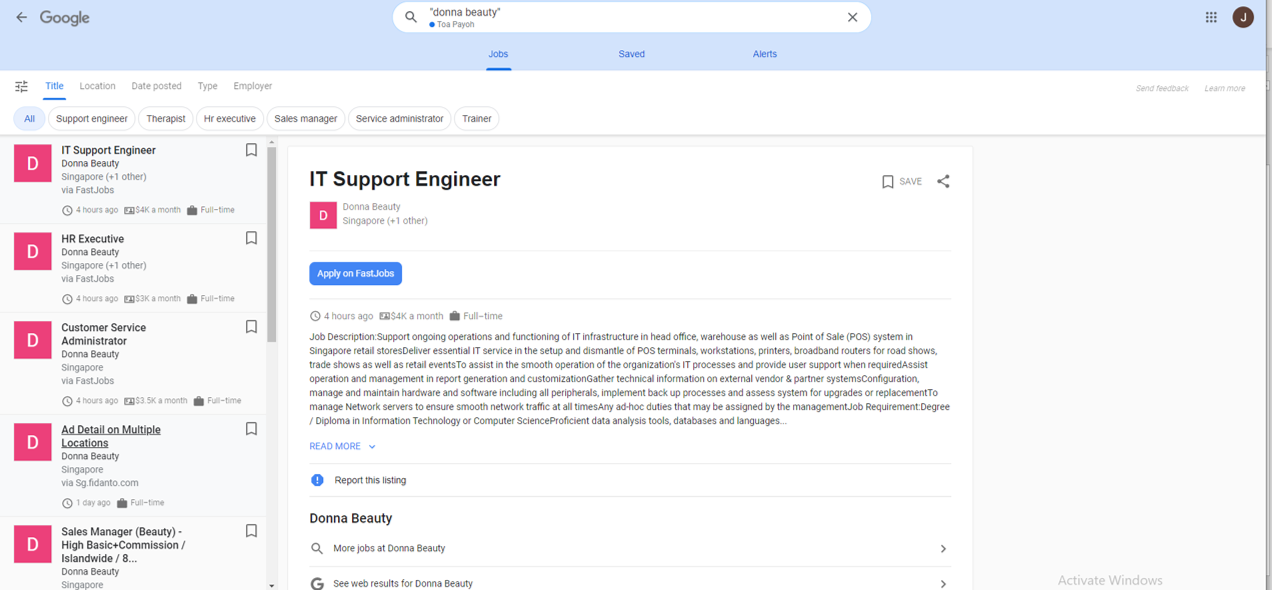 Google
"donna beauty"
Toa Payoh
J
Jobs
Saved
Alerts
Title
Location
Date posted
Type
Employer
Send feedback
Learn more
All
Support engineer
Therapist
Hr executive
Sales manager
Service administrator
Trainer
D
IT Support Engineer
Donna Beauty
Singapore (+1 other)
via FastJobs
4 hours ago
$4K a month
Full–time
D
HR Executive
Donna Beauty
Singapore (+1 other)
via FastJobs
4 hours ago
$3K a month
Full–time
D
Customer Service
Administrator
Donna Beauty
Singapore
via FastJobs
4 hours ago
$3.5K a month
Full–time
D
Ad Detail on Multiple
Locations
Donna Beauty
Singapore
via Sg.fidanto.com
1 day ago
Full–time
D
Sales Manager (Beauty) -
High Basic+Commission /
Islandwide / 8...
Donna Beauty
Singapore
IT Support Engineer
SAVE
D
Donna Beauty
Singapore (+1 other)
Apply on FastJobs
4 hours ago
$4K a month
Full–time
Job Description:Support ongoing operations and functioning of IT infrastructure in head office, warehouse as well as Point of Sale (POS) system in
Singapore retail storesDeliver essential IT service in the setup and dismantle of POS terminals, workstations, printers, broadband routers for road shows,
trade shows as well as retail eventsTo assist in the smooth operation of the organization's IT processes and provide user support when requiredAssist
operation and management in report generation and customizationGather technical information on external vendor & partner systemsConfiguration,
manage and maintain hardware and software including all peripherals, implement back up processes and assess system for upgrades or replacementTo
manage Network servers to ensure smooth network traffic at all timesAny ad-hoc duties that may be assigned by the managementJob Requirement:Degree
/ Diploma in Information Technology or Computer ScienceProficient data analysis tools, databases and languages...
READ MORE
Report this listing
Donna Beauty
More jobs at Donna Beauty
G
See web results for Donna Beauty
Activate Windows